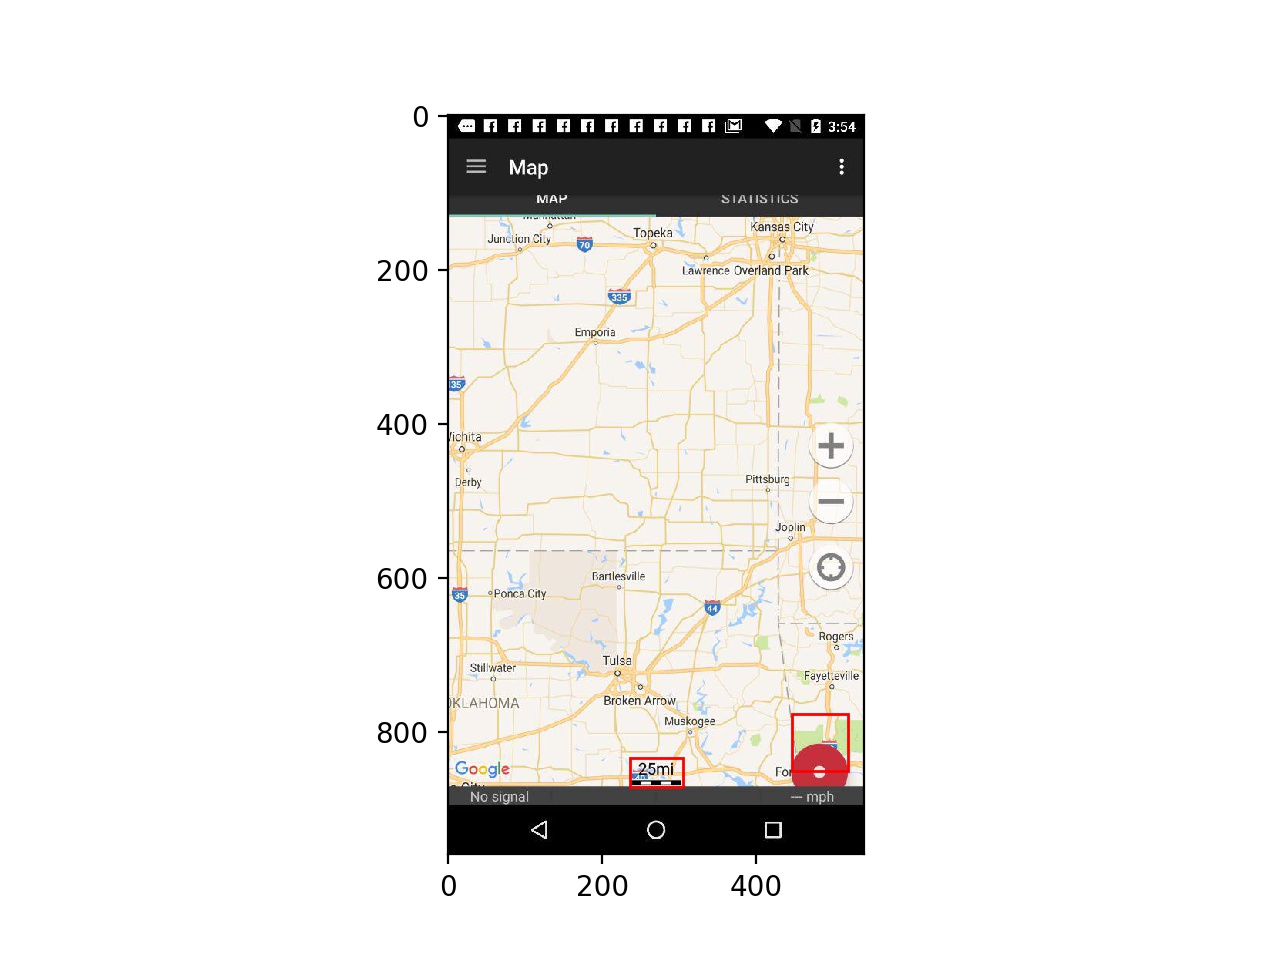 0
3:54
Map
MAP
STATISTICS
Manhattan
Kansas City
Topeka
Junction City
70
Lawrence
Overland Park
200
335
Emporia
35
400
Wichita
Derby
Pittsburg
Joplin
600
Bartlesville
35
Ponca City
44
Rogers
Tulsa
Stillwater
Fayetteville
OKLAHOMA
Broken Arrow
Muskogee
800
Google
25mi
For
No signal
--- mph
0
200
400